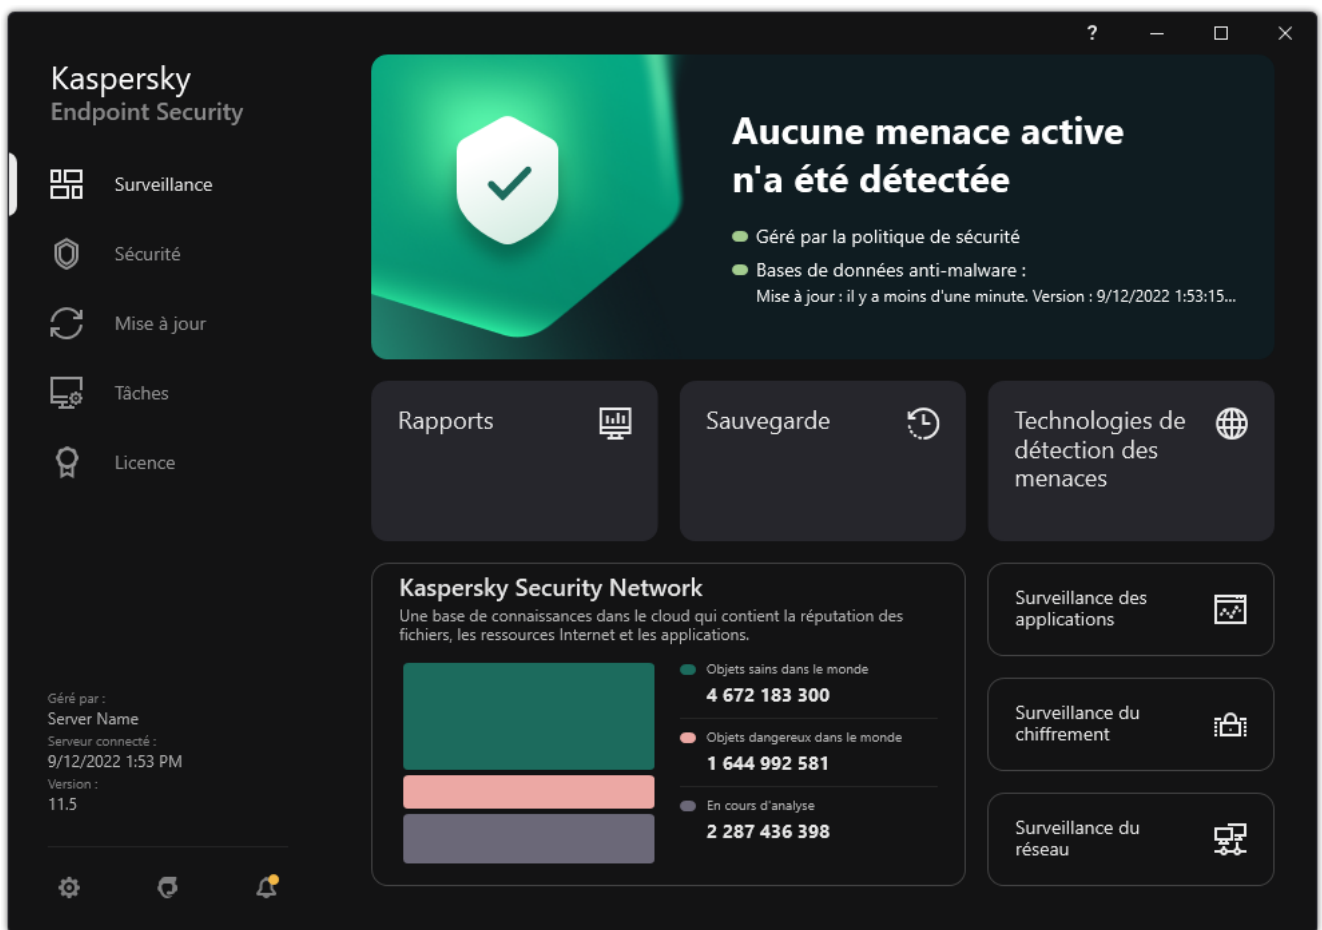 ?
Kaspersky
Endpoint Security
Surveillance
Sécurité
Mise à jour
Tâches
Licence
Géré par :
Server Name
Serveur connecté :
9/12/2022 1:53 PM
Version :
11.5
Aucune menace active
n'a été détectée
Géré par la politique de sécurité
Bases de données anti-malware :
Mise à jour : il y a moins d'une minute. Version : 9/12/2022 1:53:15...
Rapports
Sauvegarde
Technologies de
détection des
menaces
Kaspersky Security Network
Une base de connaissances dans le cloud qui contient la réputation des
fichiers, les ressources Internet et les applications.
Objets sains dans le monde
4 672 183 300
Objets dangereux dans le monde
1 644 992 581
En cours d'analyse
2 287 436 398
Surveillance des
applications
Surveillance du
chiffrement
Surveillance du
réseau